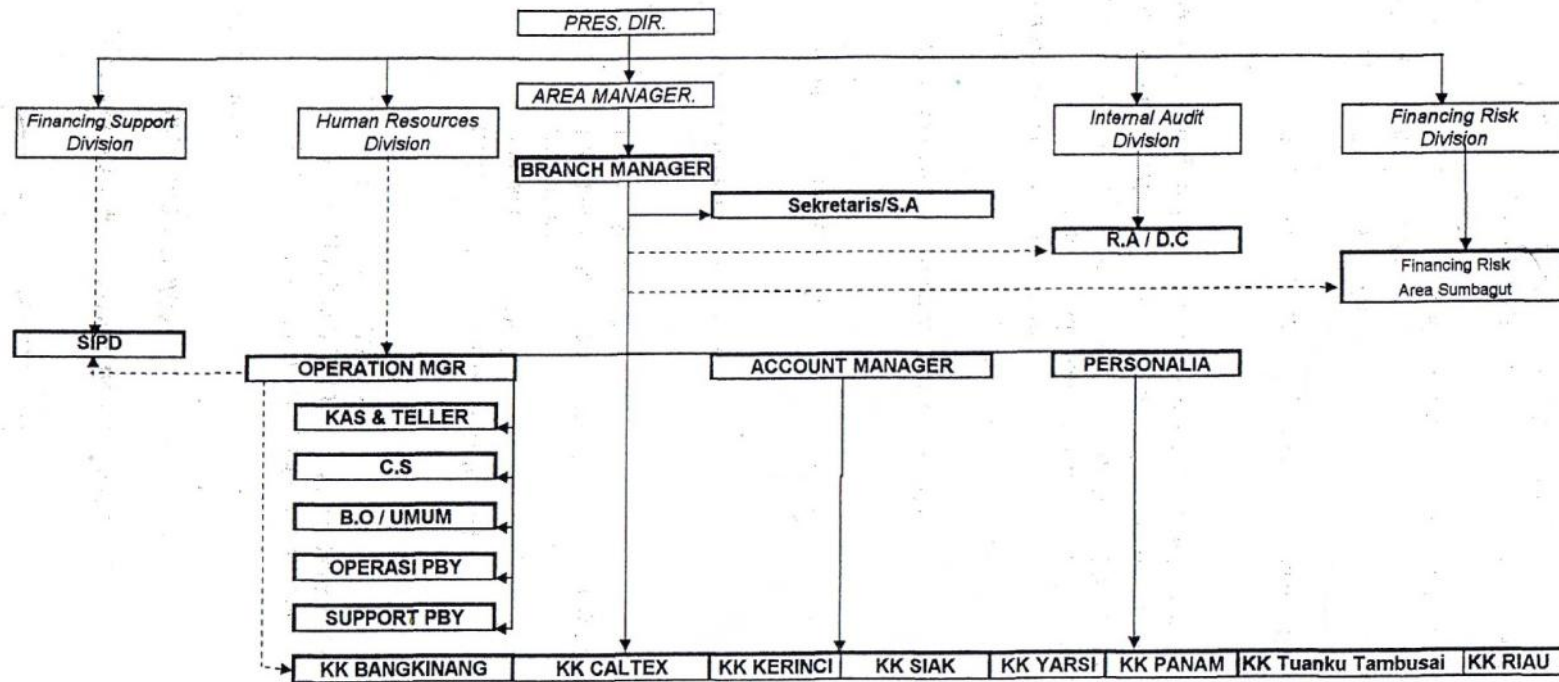 PRES. DIR.
AREA MANAGER.
Financing Support
Division
Human Resources
Division
Internal Audit
Division
Financing Risk
Division
BRANCH MANAGER
Sekretaris/S.A
R.A / D.C
Financing Risk
Area Sumbagut
SIPD
OPERATION MGR
ACCOUNT MANAGER
PERSONALIA
KAS & TELLER
C.S
B.O / UMUM
OPERASI PBY
SUPPORT PBY
KK BANGKINANG
KK CALTEX
KK KERINCI
KK SIAK
KK YARSI
KK PANAM
KK Tuanku Tambusai
KK RIAU